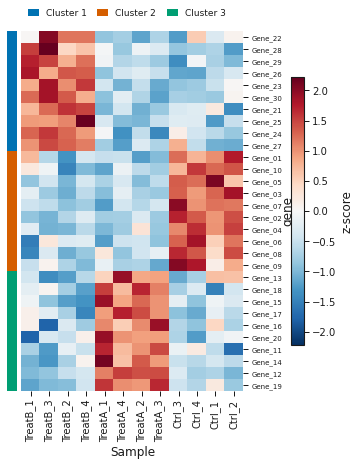 Cluster 1 Cluster 2 Cluster 3
Gene_22
Gene_28
Gene_29
Gene_26
Gene_23
Gene_30
Gene_21
Gene_25
Gene_24
Gene_27
Gene_01
Gene_10
Gene_05
Gene_03
Gene_07
Gene_02
Gene_04
Gene_06
Gene_08
Gene_09
Gene_13
Gene_18
Gene_15
Gene_17
Gene_16
Gene_20
Gene_11
Gene_14
Gene_12
Gene_19
gene
TreatB_1
TreatB_3
TreatB_2
TreatB_4
TreatA_1
TreatA_4
TreatA_2
TreatA_3
Ctrl_3
Ctrl_4
Ctrl_1
Ctrl_2
Sample
2.0
1.5
1.0
0.5
0.0
−0.5
−1.0
−1.5
−2.0
z-score